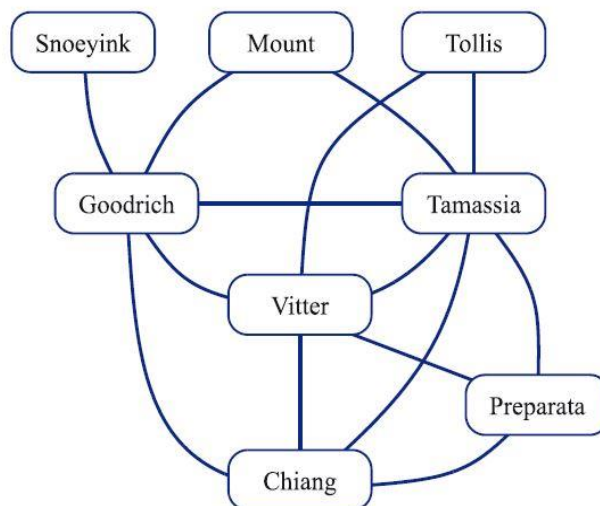 Snoeyink
Mount
Tollis
Goodrich
Tamassia
Vitter
Preparata
Chiang